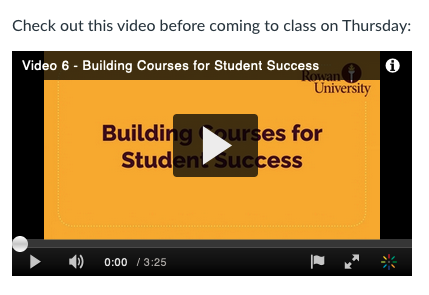 Check out this video before coming to class on Thursday:
Video 6 - Building Courses for Student Success
Rowan
University
Building Courses for
Student Success
0:00 / 3:25